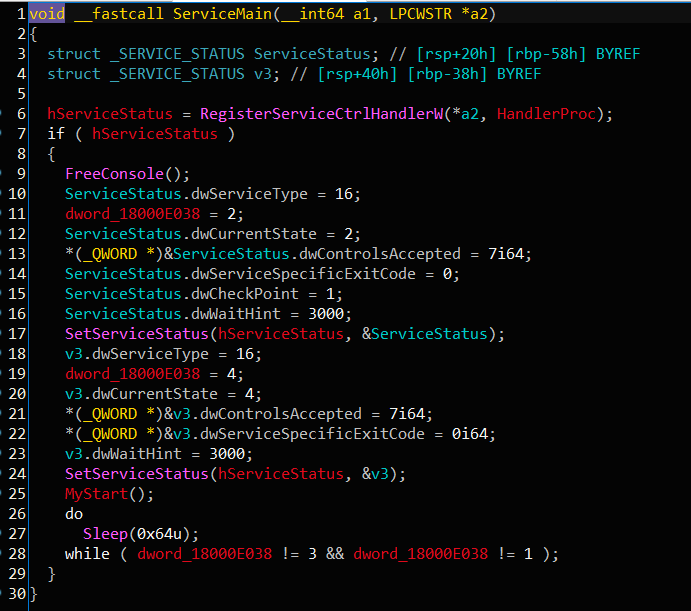 1 void __fastcall ServiceMain(__int64 a1, LPCWSTR *a2)
2 {
3   struct _SERVICE_STATUS ServiceStatus; // [rsp+20h] [rbp-58h] BYREF
4   struct _SERVICE_STATUS v3; // [rsp+40h] [rbp-38h] BYREF
5
6   hServiceStatus = RegisterServiceCtrlHandlerW(*a2, HandlerProc);
7   if ( hServiceStatus )
8   {
9     FreeConsole();
10     ServiceStatus.dwServiceType = 16;
11     dword_18000E038 = 2;
12     ServiceStatus.dwCurrentState = 2;
13     *(_QWORD *)&ServiceStatus.dwControlsAccepted = 7i64;
14     ServiceStatus.dwServiceSpecificExitCode = 0;
15     ServiceStatus.dwCheckPoint = 1;
16     ServiceStatus.dwWaitHint = 3000;
17     SetServiceStatus(hServiceStatus, &ServiceStatus);
18     v3.dwServiceType = 16;
19     dword_18000E038 = 4;
20     v3.dwCurrentState = 4;
21     *(_QWORD *)&v3.dwControlsAccepted = 7i64;
22     *(_QWORD *)&v3.dwServiceSpecificExitCode = 0i64;
23     v3.dwWaitHint = 3000;
24     SetServiceStatus(hServiceStatus, &v3);
25     MyStart();
26     do
27       Sleep(0x64u);
28     while ( dword_18000E038 != 3 && dword_18000E038 != 1 );
29   }
30 }